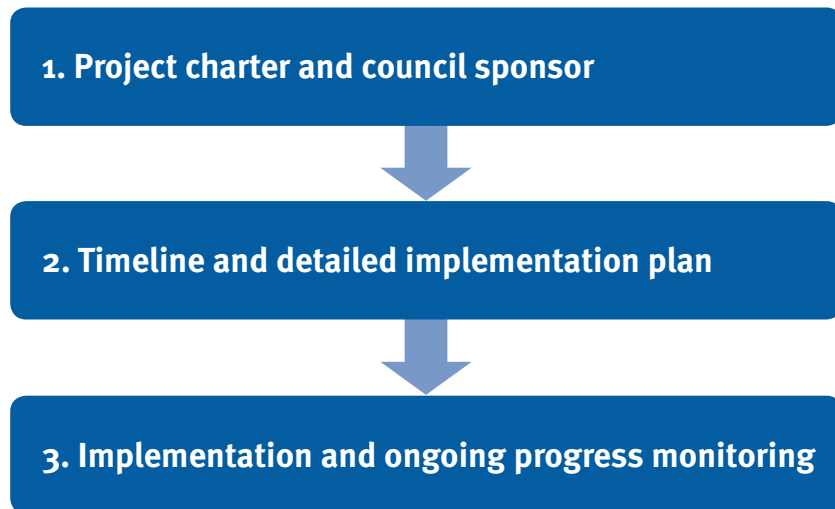 1. Project charter and council sponsor
2. Timeline and detailed implementation plan
3. Implementation and ongoing progress monitoring